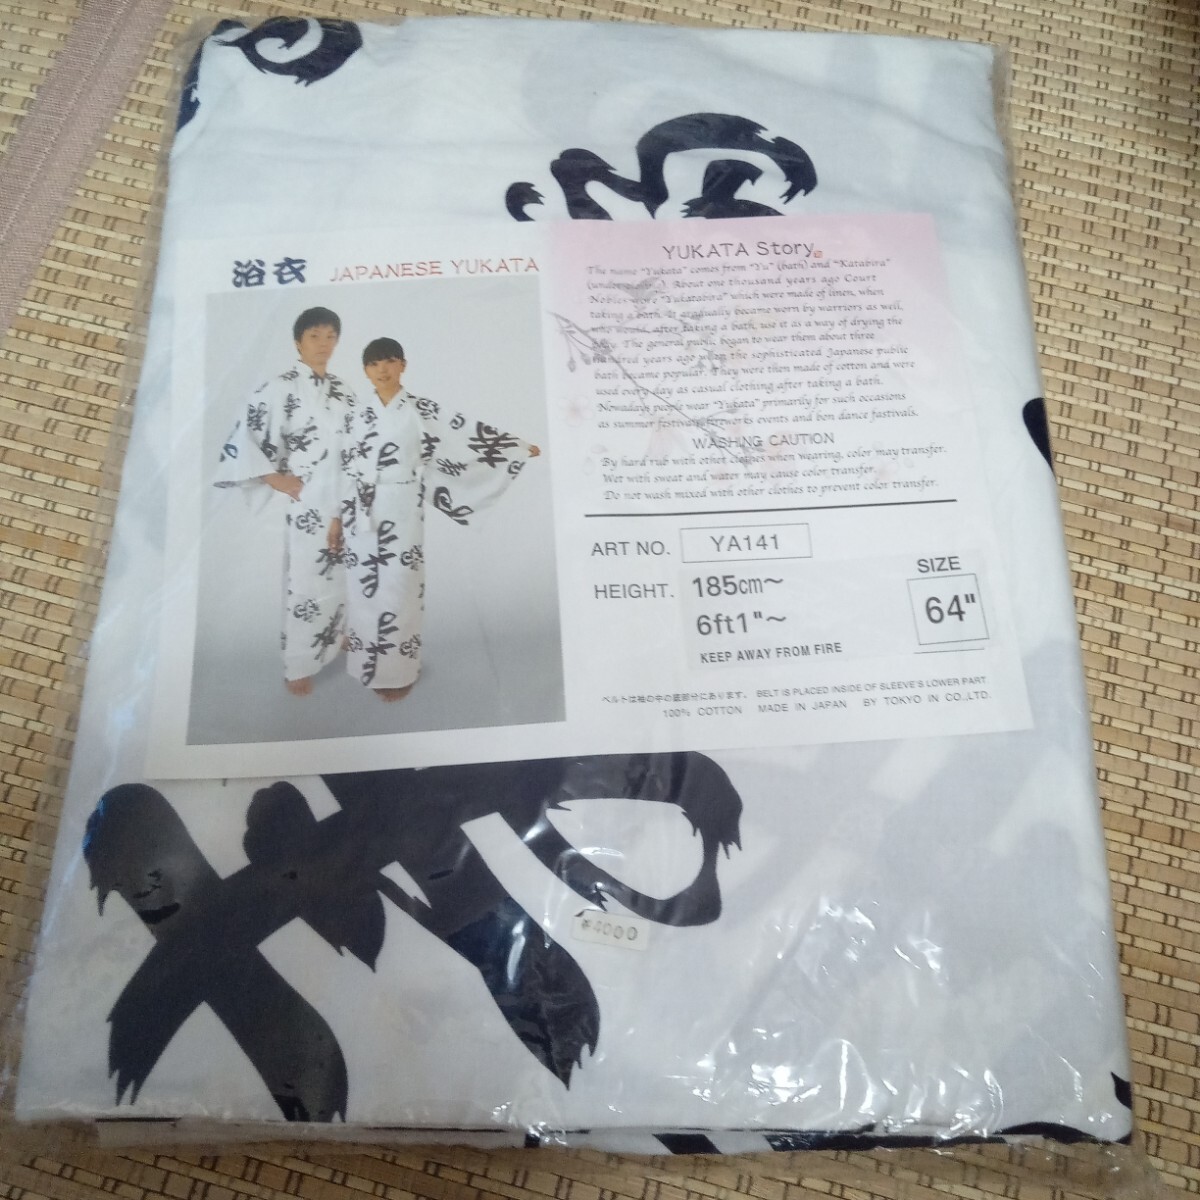 浴衣 JAPANESE YUKATA
YUKATA Story
The name "Yukata" comes from "Yu" (bath) and "Katabira"
About one thousand years ago Court
Nobles wore "Yukatabira" which were made of linen, when
taking a bath. It gradually became worn by warriors as well,
who would, after taking a bath, use it as a way of drying the
body. The general public began to wear them about three
hundred years ago when the sophisticated Japanese public
bath became popular. They were then made of cotton and were
used every day as casual clothing after taking a bath.
Nowadays people wear "Yukata" primarily for such occasions
as summer festivals, fireworks events and bon dance fastivals.
WASHING CAUTION
By hard rub with other clothes when wearing, color may transfer.
Wet with sweat and water may cause color transfer.
Do not wash mixed with other clothes to prevent color transfer.
ART NO. YA141
HEIGHT. 185cm～
6ft1"～
SIZE
64"
KEEP AWAY FROM FIRE
ベルトは袖の中の底部分にあります。 BELT IS PLACED INSIDE OF SLEEVE'S LOWER PART
100% COTTON MADE IN JAPAN BY TOKYO IN CO.,LTD.
¥4000